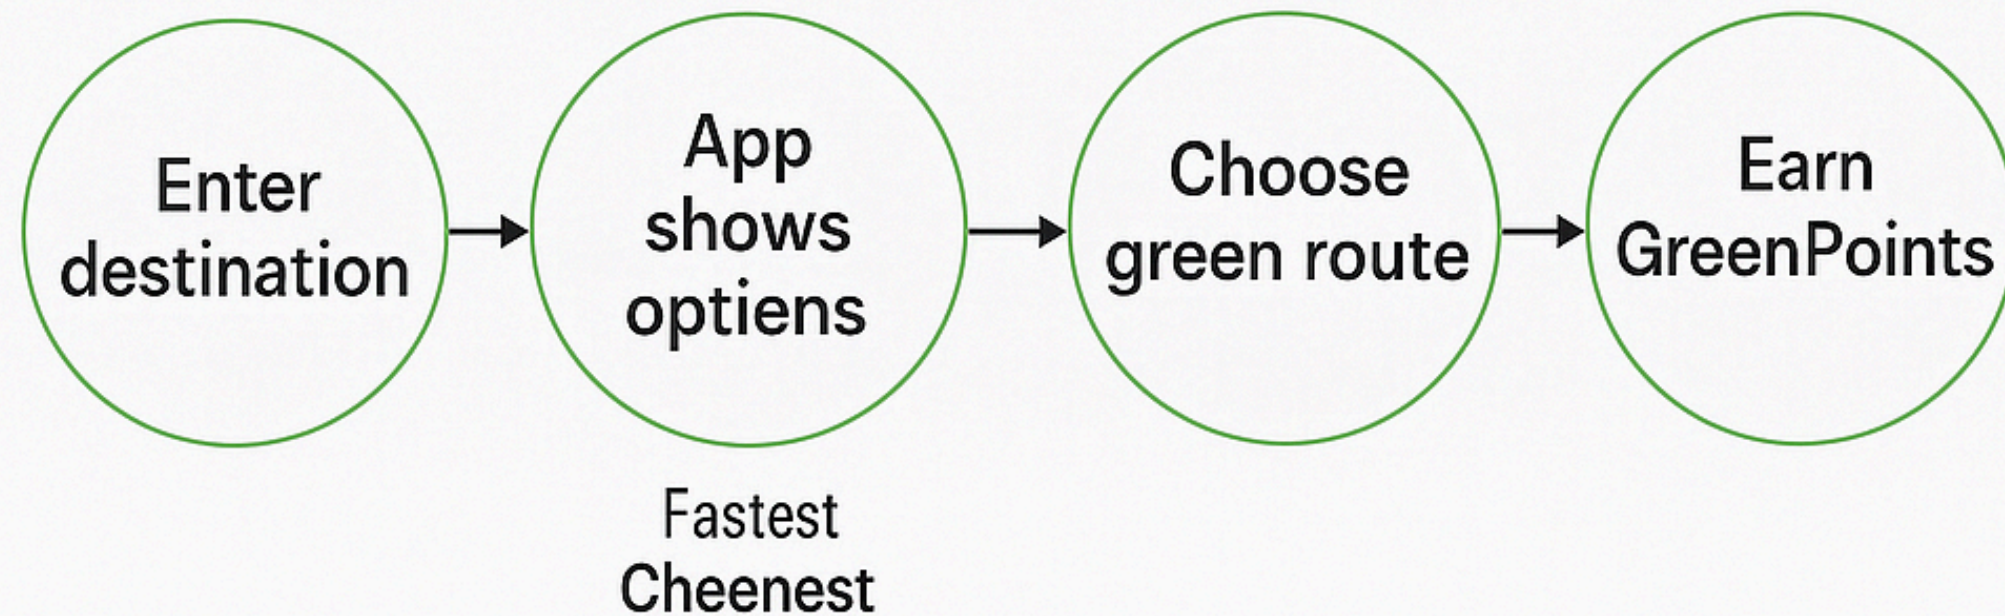 Enter
destination
App
shows
optiens
Choose
green route
Earn
GreenPoints
Fastest
Cheenest